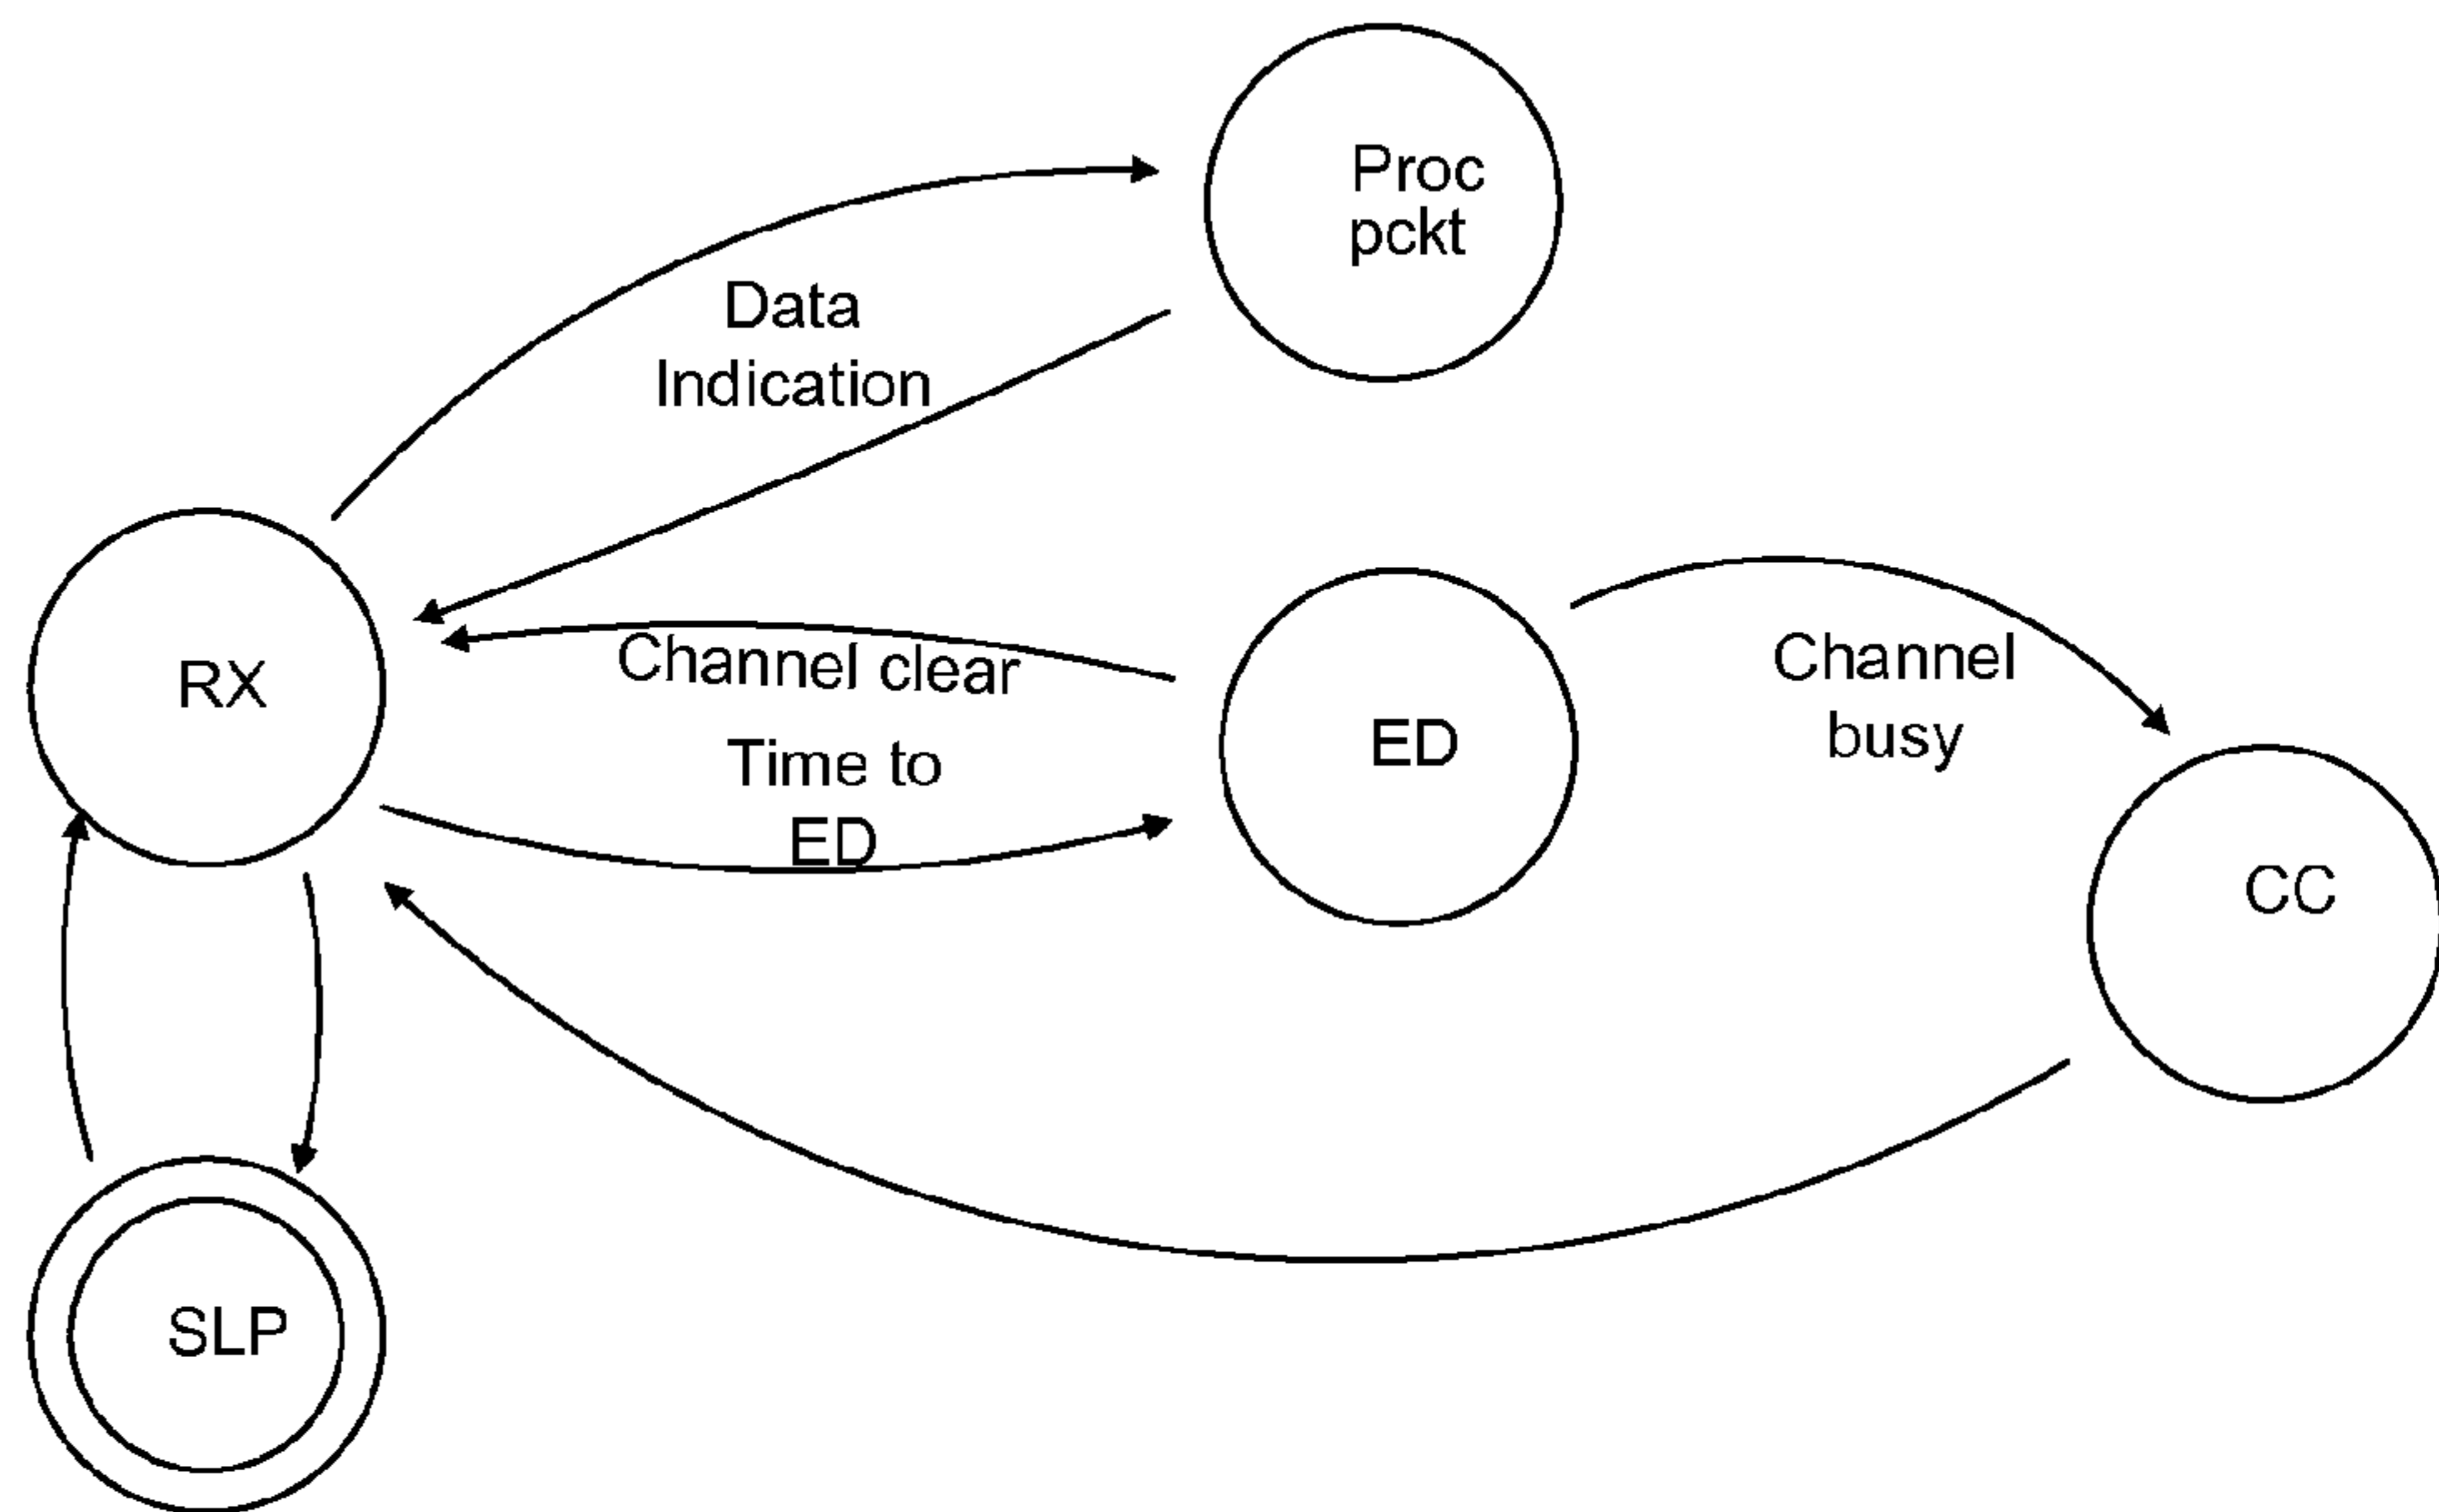 Proc
pckt
Data
Indication
RX
Channel clear
Time to
ED
ED
Channel
busy
CC
SLP